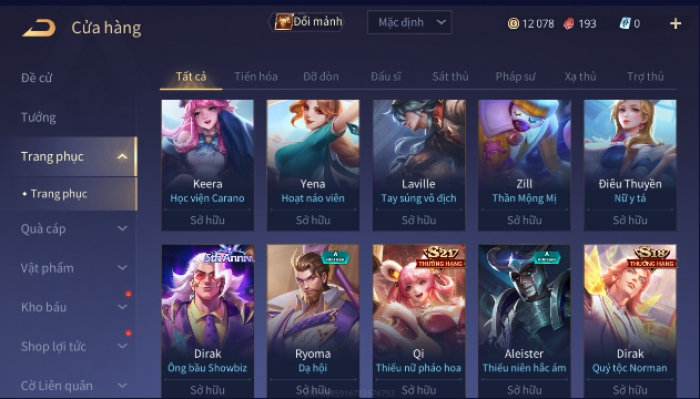 Cửa hàng
Đổi mảnh
Mặc định
12 078
193
0
Đề cử
Tướng
Trang phục
• Trang phục
Quà cáp
Vật phẩm
Kho báu
Shop lợi tức
Cờ Liên quân
Tất cả
Tiến hóa
Đỡ đòn
Đấu sĩ
Sát thủ
Pháp sư
Xạ thủ
Trợ thủ
Keera
Học viện Carano
Sở hữu
Yena
Hoạt náo viên
Sở hữu
Laville
Tay súng vô địch
Sở hữu
Zill
Thần Mộng Mị
Sở hữu
Điêu Thuyền
Nữ y tá
Sở hữu
5th Anniv
Dirak
Ông bầu Showbiz
Sở hữu
Ryoma
Dạ hội
Sở hữu
S21
THƯỞNG HẠNG
Qi
Thiếu nữ pháo hoa
Sở hữu
Aleister
Thiếu niên hắc ám
Sở hữu
S18
THƯỞNG HẠNG
Dirak
Quý tộc Norman
Sở hữu